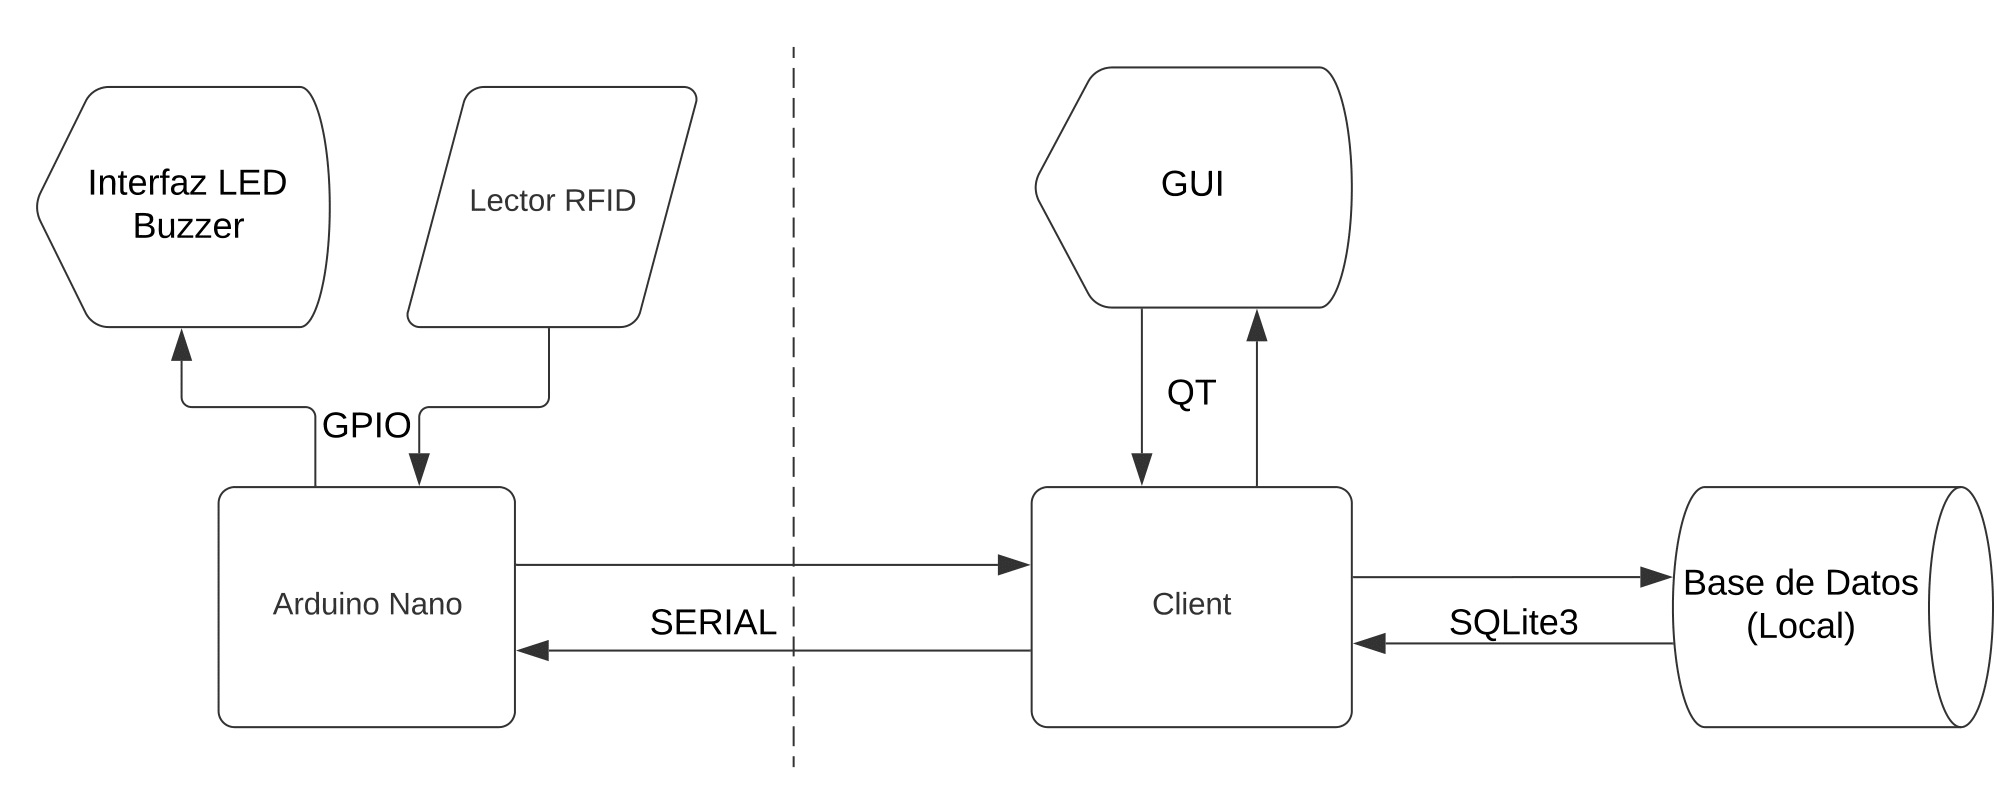 Interfaz LED
Buzzer
Lector RFID
GUI
GPIO
QT
Arduino Nano
SERIAL
Client
SQLite3
Base de Datos
(Local)